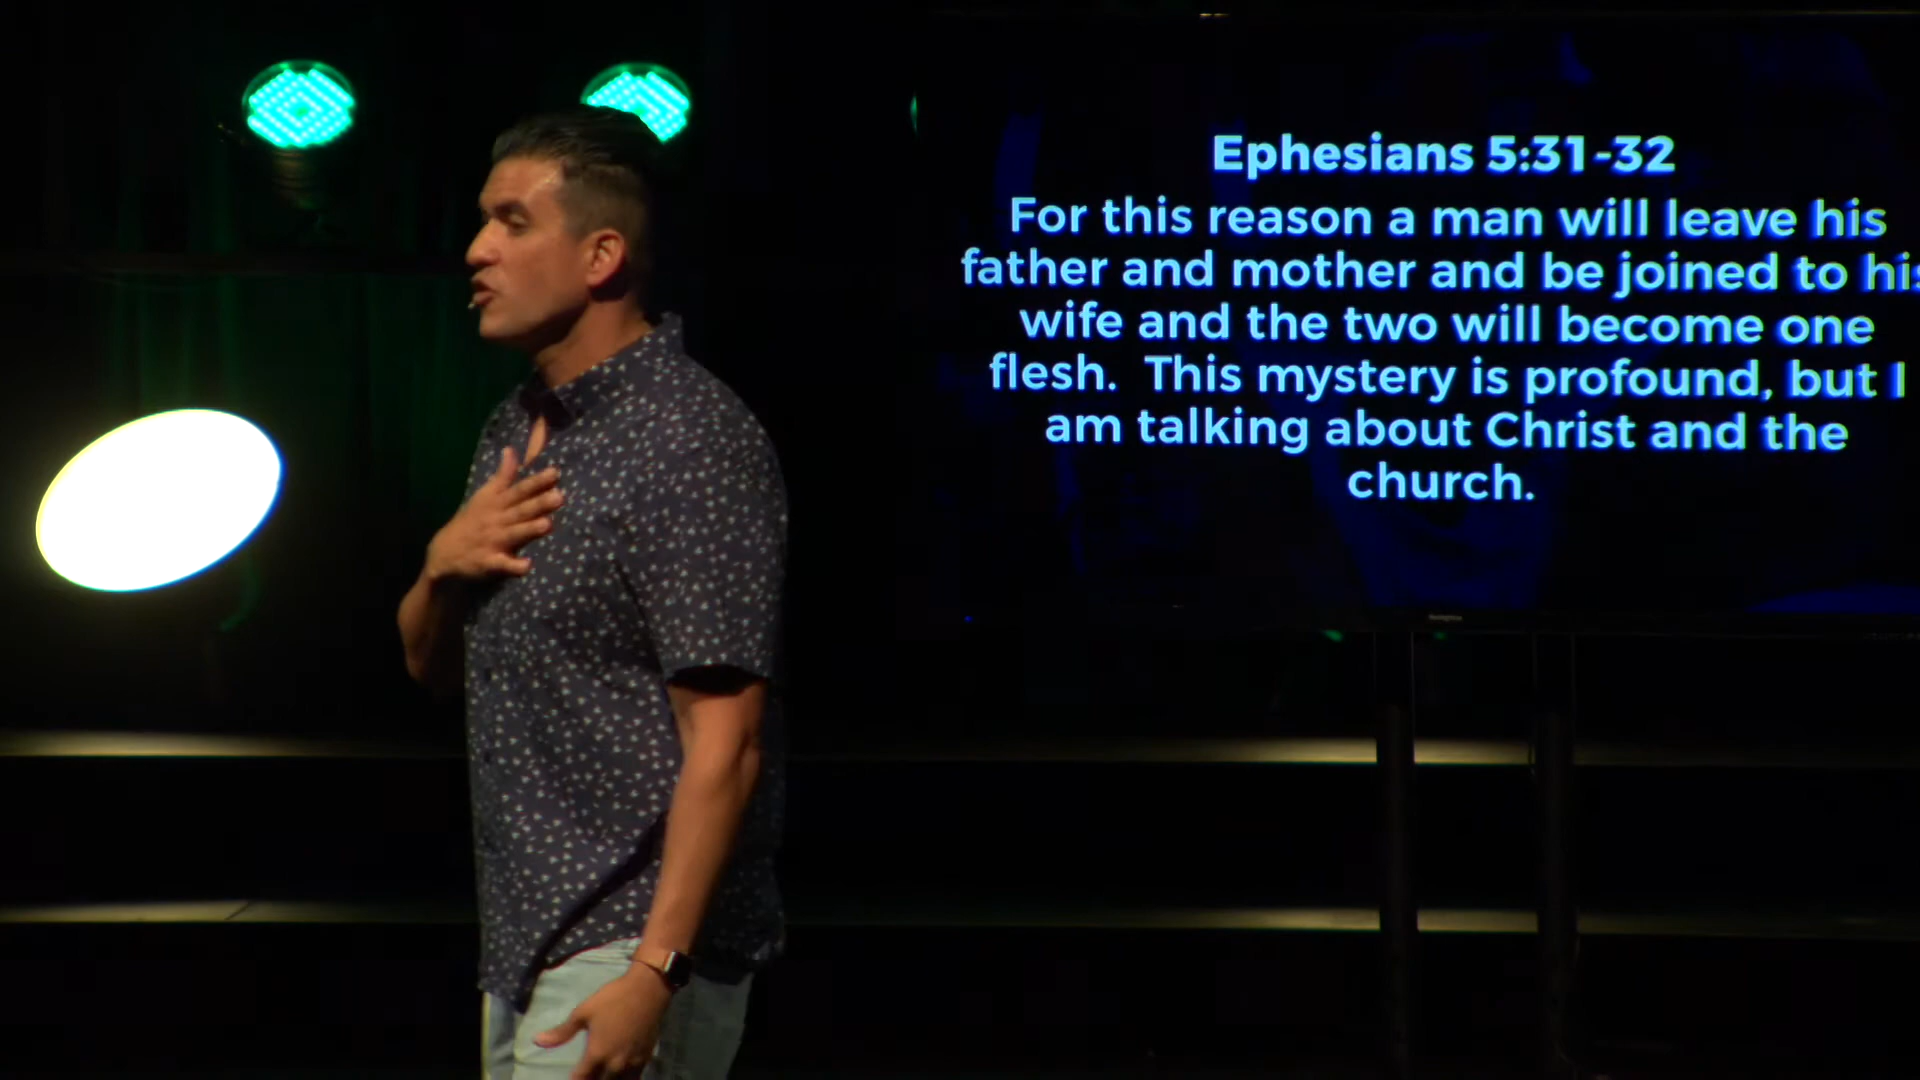 Ephesians 5:31-32
For this reason a man will leave his
father and mother and be joined to his
wife and the two will become one
flesh. This mystery is profound, but I
am talking about Christ and the
church.